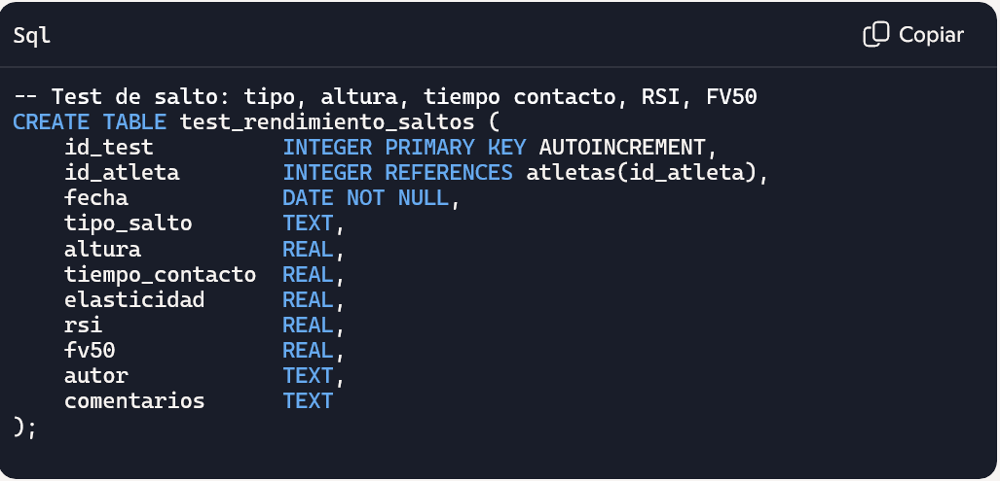 Sql
Copiar
-- Test de salto: tipo, altura, tiempo contacto, RSI, FV50
CREATE TABLE test_rendimiento_saltos (
    id_test          INTEGER PRIMARY KEY AUTOINCREMENT,
    id_atleta        INTEGER REFERENCES atletas(id_atleta),
    fecha            DATE NOT NULL,
    tipo_salto       TEXT,
    altura           REAL,
    tiempo_contacto  REAL,
    elasticidad      REAL,
    rsi              REAL,
    fv50             REAL,
    autor            TEXT,
    comentarios      TEXT
);